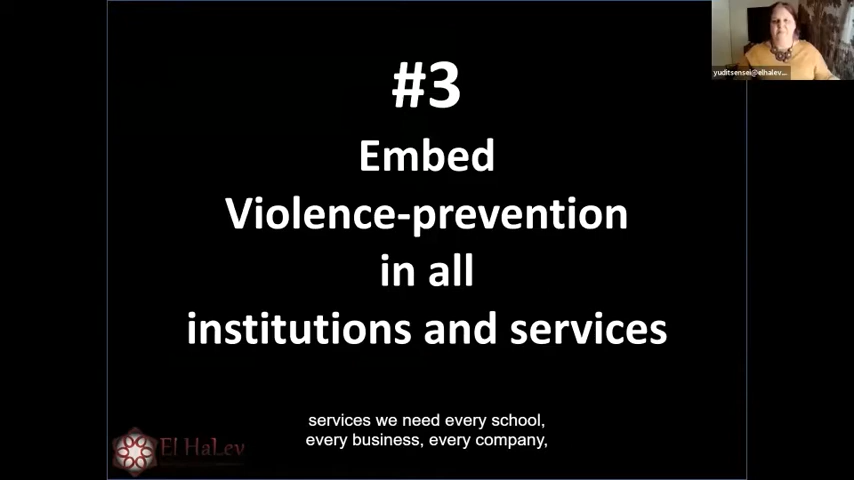 #3
Embed
Violence-prevention
in all
institutions and services
yuditsensei@elhalev...
services we need every school,
every business, every company,
El HaLev